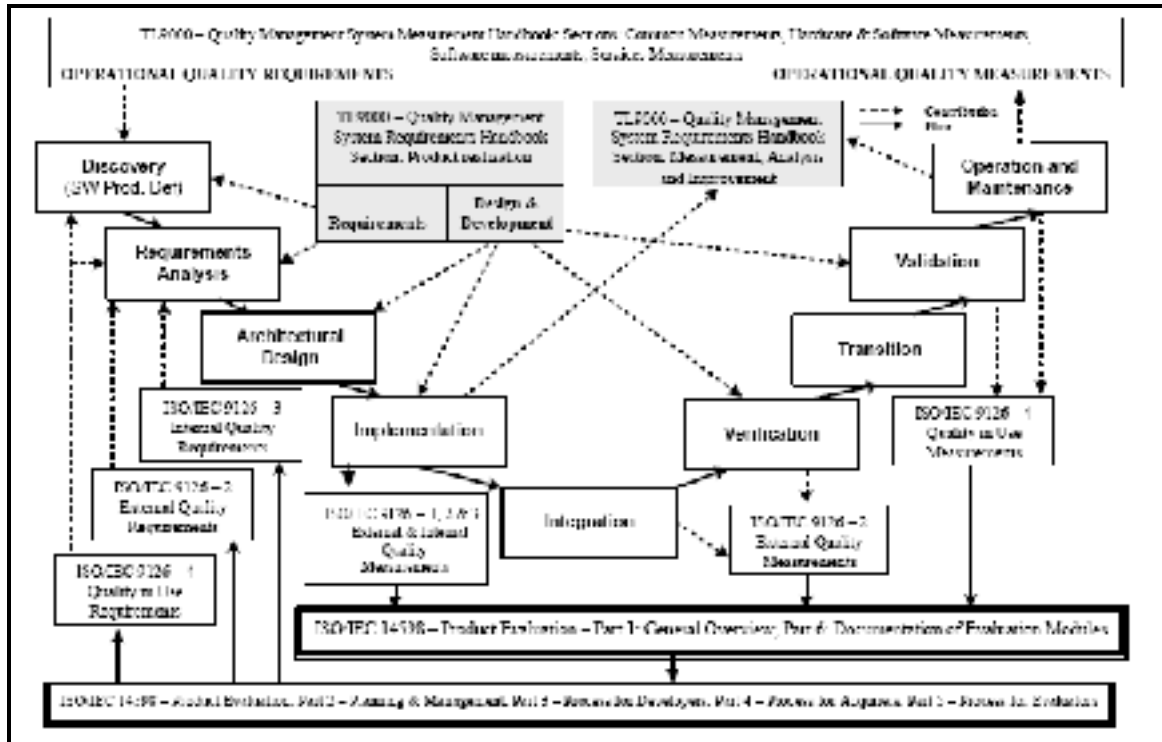 TL9000 – Quality Management System Measurement Handbook Sections: Common Measurements, Hardware & Software Measurements,
Software measurements, Services Measurements
OPERATIONAL QUALITY REQUIREMENTS
OPERATIONAL QUALITY MEASUREMENTS
Contribution
Flow
TL9000 – Quality Management
System Requirements Handbook
Section: Product realization
Requirements
Design &
Development
TL9000 – Quality Management
System Requirements Handbook
Section: Measurement, Analysis
and Improvement
Discovery
(SW Prod. Def)
Operation and
Maintenance
Requirements
Analysis
Validation
Architectural
Design
Transition
ISO/IEC 9126 – 3
Internal Quality
Requirements
Implementation
Verification
ISO/IEC 9126 – 4
Quality in Use
Measurements
ISO/IEC 9126 – 2
External Quality
Requirements
ISO/IEC 9126 – 1, 2 & 3
External & Internal
Quality
Measurements
Integration
ISO/IEC 9126 – 2
External Quality
Measurements
ISO/IEC 9126 – 4
Quality in Use
Requirements
ISO/IEC 14598 – Product Evaluation – Part 1: General Overview, Part 6: Documentation of Evaluation Modules
ISO/IEC 14598 – Product Evaluation, Part 2 – Planning & Management, Part 3 – Process for Developers, Part 4 – Process for Acquirers, Part 5 – Process for Evaluators